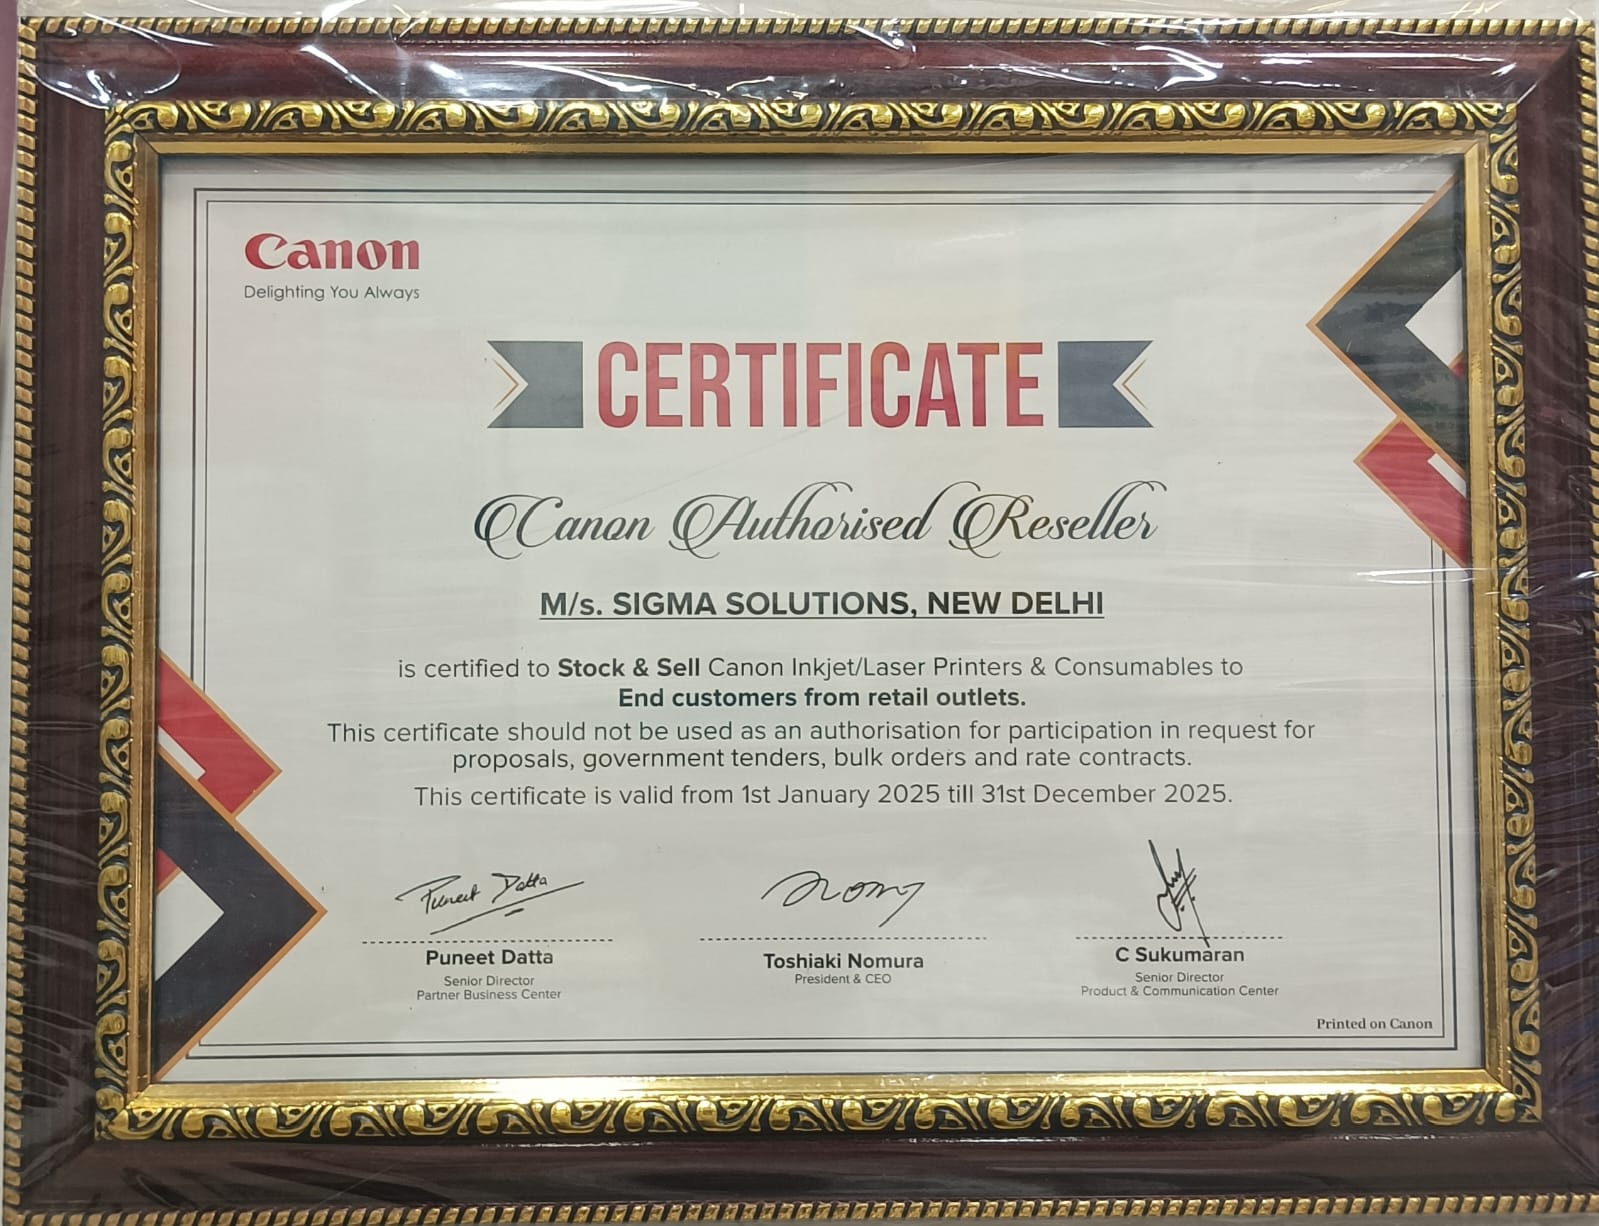 Canon
Delighting You Always
CERTIFICATE
Canon Authorised Reseller
M/s. SIGMA SOLUTIONS, NEW DELHI
is certified to Stock & Sell Canon Inkjet/Laser Printers & Consumables to
End customers from retail outlets.
This certificate should not be used as an authorisation for participation in request for
proposals, government tenders, bulk orders and rate contracts.
This certificate is valid from 1st January 2025 till 31st December 2025.
Puneet Datta
Puneet Datta
Senior Director
Partner Business Center
Toshiaki Nomura
President & CEO
C Sukumaran
Senior Director
Product & Communication Center
Printed on Canon